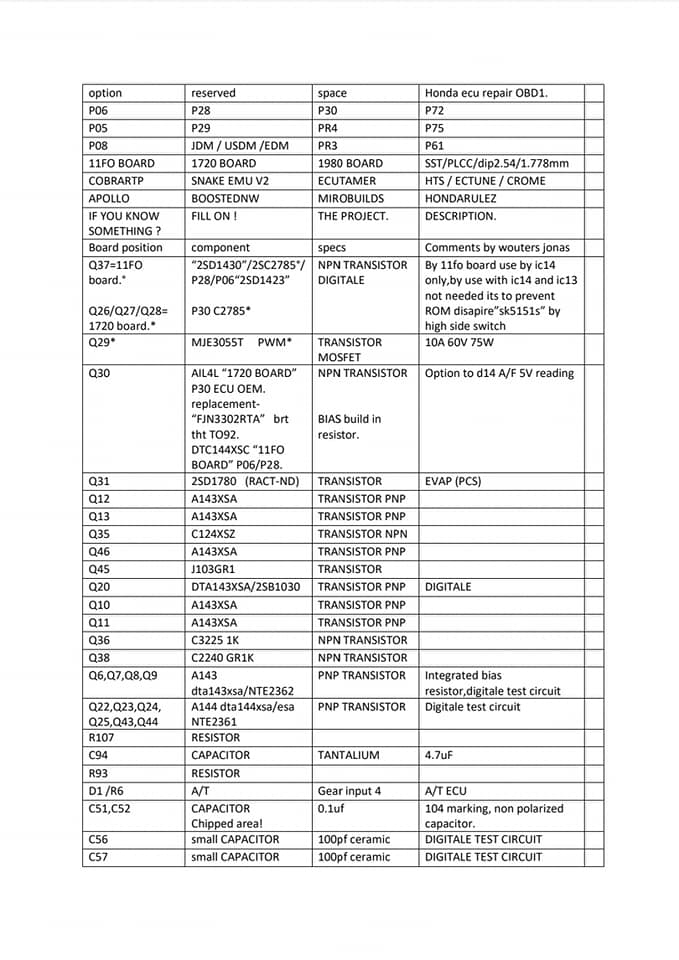 option reserved space Honda ecu repair OBD1.
P06 P28 P30 P72
P05 P29 PR4 P75
P08 JDM / USDM /EDM PR3 P61
11FO BOARD 1720 BOARD 1980 BOARD SST/PLCC/dip2.54/1.778mm
COBRARTP SNAKE EMU V2 ECUTAMER HTS / ECTUNE / CROME
APOLLO BOOSTEDNW MIROBUILDS HONDARULEZ
IF YOU KNOW FILL ON ! THE PROJECT. DESCRIPTION.
SOMETHING ?
Board position component specs Comments by wouters jonas
Q37=11FO "2SD1430"/2SC2785*/ NPN TRANSISTOR By 11fo board use by ic14
board.* P28/P06"2SD1423" DIGITALE only,by use with ic14 and ic13
not needed its to prevent
Q26/Q27/Q28= P30 C2785* ROM disapire"sk5151s" by
1720 board.* high side switch
Q29* MJE3055T PWM* TRANSISTOR 10A 60V 75W
MOSFET
Q30 AIL4L "1720 BOARD" NPN TRANSISTOR Option to d14 A/F 5V reading
P30 ECU OEM.
replacement-
"FJN3302RTA" brt BIAS build in
tht TO92. resistor.
DTC144XSC "11FO
BOARD" P06/P28.
Q31 2SD1780 (RACT-ND) TRANSISTOR EVAP (PCS)
Q12 A143XSA TRANSISTOR PNP
Q13 A143XSA TRANSISTOR PNP
Q35 C124XSZ TRANSISTOR NPN
Q46 A143XSA TRANSISTOR PNP
Q45 J103GR1 TRANSISTOR
Q20 DTA143XSA/2SB1030 TRANSISTOR PNP DIGITALE
Q10 A143XSA TRANSISTOR PNP
Q11 A143XSA TRANSISTOR PNP
Q36 C3225 1K NPN TRANSISTOR
Q38 C2240 GR1K NPN TRANSISTOR
Q6,Q7,Q8,Q9 A143 PNP TRANSISTOR Integrated bias
dta143xsa/NTE2362 resistor,digitale test circuit
Q22,Q23,Q24, A144 dta144xsa/esa PNP TRANSISTOR Digitale test circuit
Q25,Q43,Q44 NTE2361
R107 RESISTOR
C94 CAPACITOR TANTALIUM 4.7uF
R93 RESISTOR
D1 /R6 A/T Gear input 4 A/T ECU
C51,C52 CAPACITOR 0.1uf 104 marking, non polarized
Chipped area! capacitor.
C56 small CAPACITOR 100pf ceramic DIGITALE TEST CIRCUIT
C57 small CAPACITOR 100pf ceramic DIGITALE TEST CIRCUIT